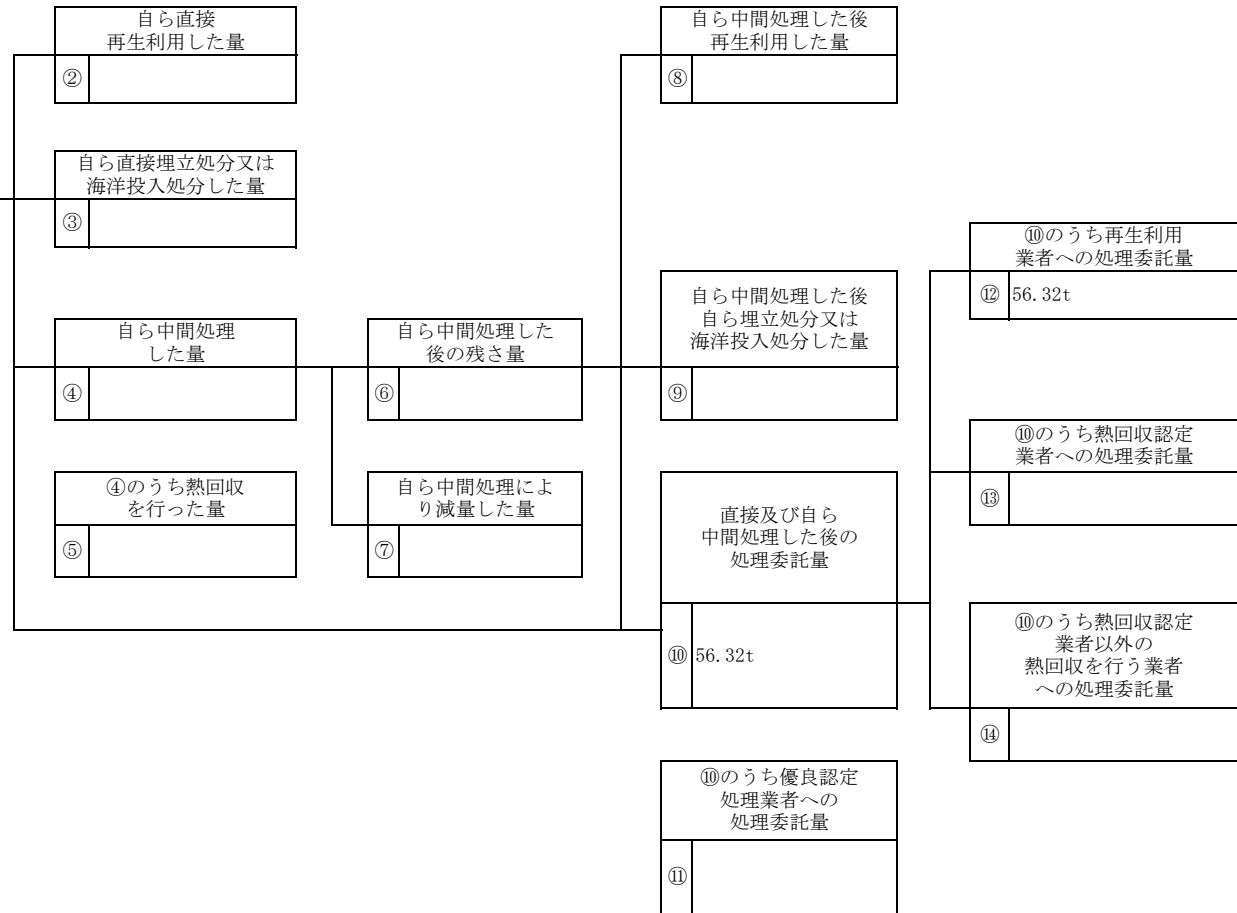 自ら直接
再生利用した量
②
自ら直接埋立処分又は
海洋投入処分した量
③
自ら中間処理
した量
④
④のうち熱回収
を行った量
⑤
自ら中間処理した
後の残さ量
⑥
自ら中間処理によ
り減量した量
⑦
自ら中間処理した後
再生利用した量
⑧
自ら中間処理した後
自ら埋立処分又は
海洋投入処分した量
⑨
直接及び自ら
中間処理した後の
処理委託量
⑩ 56.32t
⑩のうち優良認定
処理業者への
処理委託量
⑪
⑩のうち再生利用
業者への処理委託量
⑫ 56.32t
⑩のうち熱回収認定
業者への処理委託量
⑬
⑩のうち熱回収認定
業者以外の
熱回収を行う業者
への処理委託量
⑭